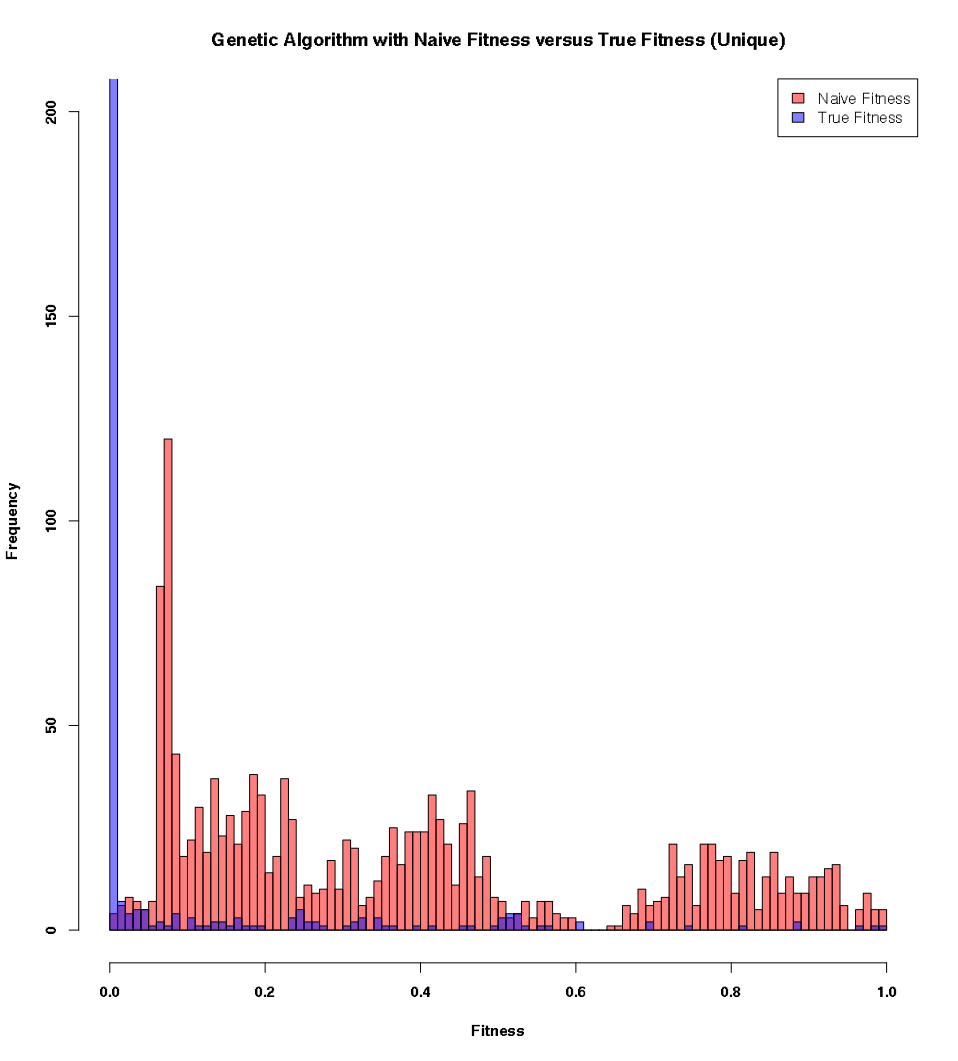 Genetic Algorithm with Naive Fitness versus True Fitness (Unique)
Naive Fitness
True Fitness
200
150
100
50
0
Frequency
0.0 0.2 0.4 0.6 0.8 1.0
Fitness